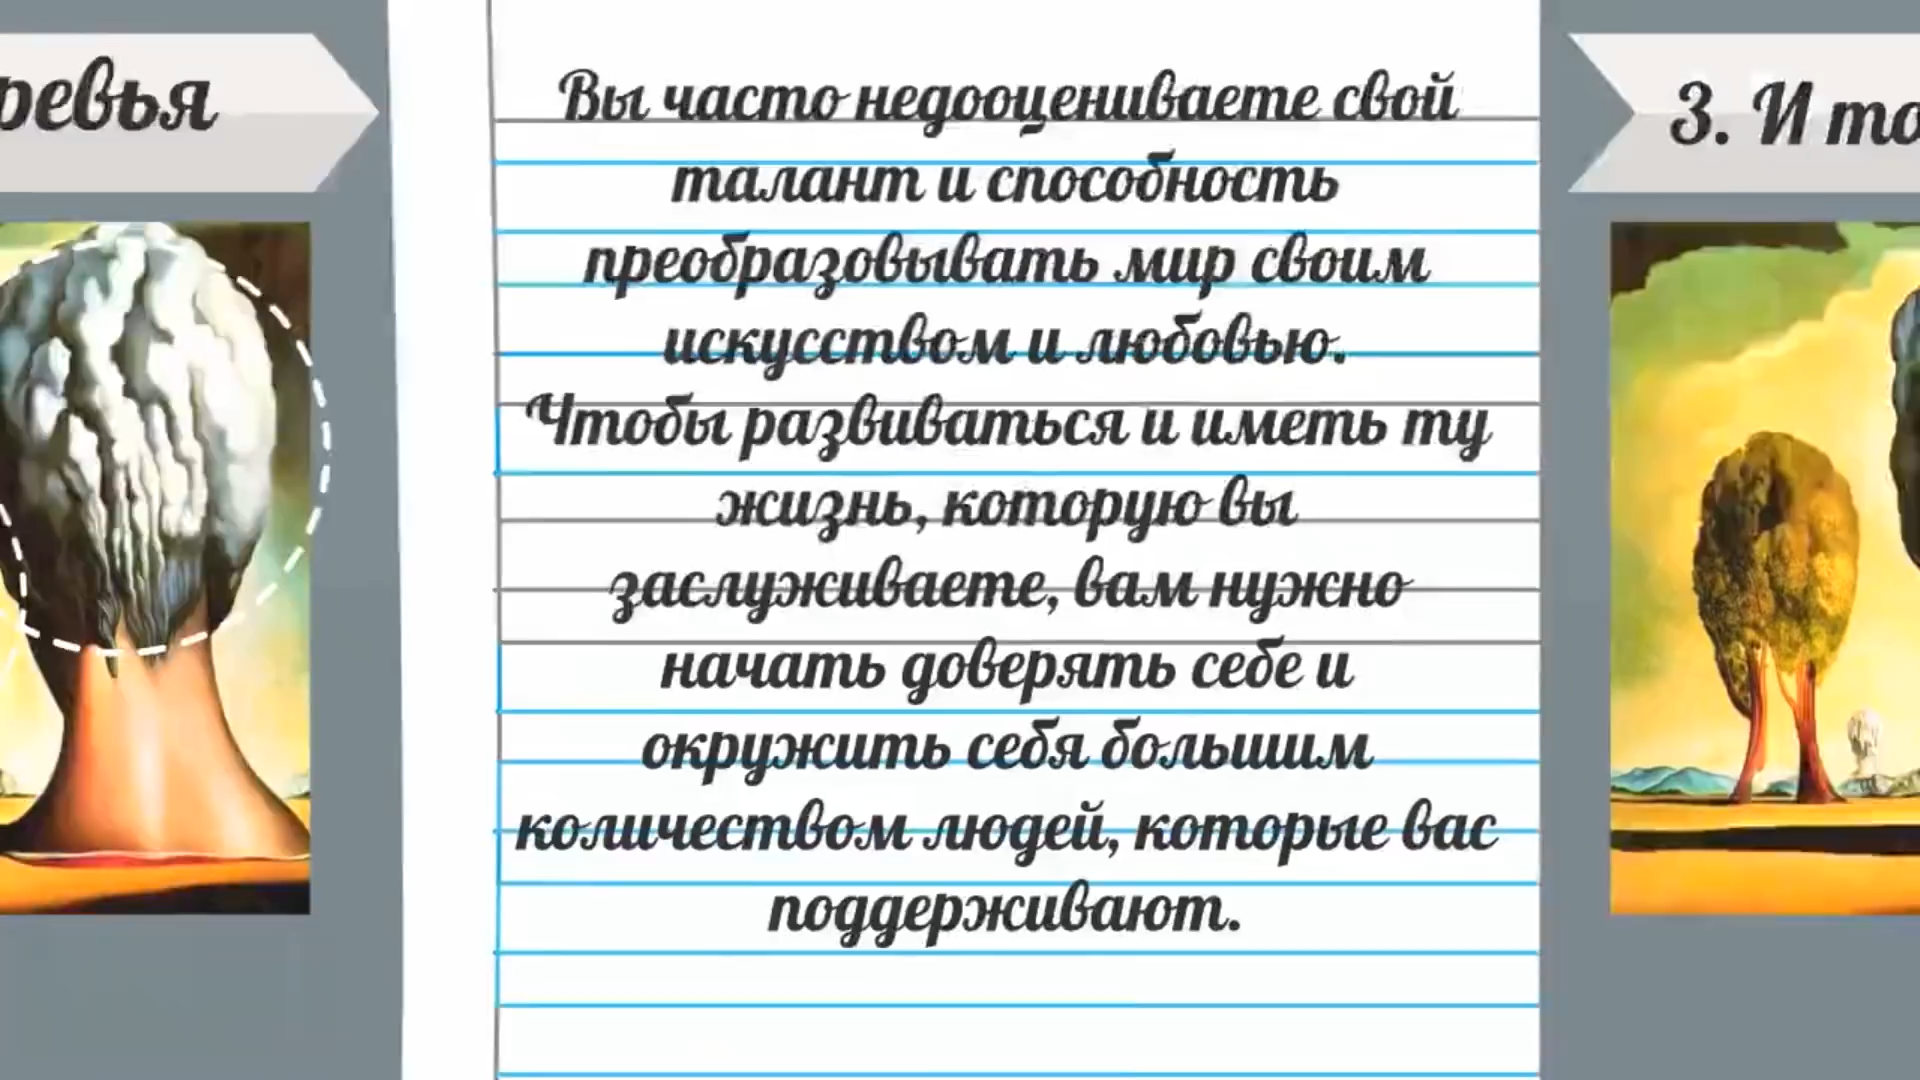 ревья
Вы часто недооцениваете свой
талант и способность
преобразовывать мир своим
искусством и любовью.
Чтобы развиваться и иметь ту
жизнь, которую вы
заслуживаете, вам нужно
начать доверять себе и
окружить себя большим
количеством людей, которые вас
поддерживают.
3. И то